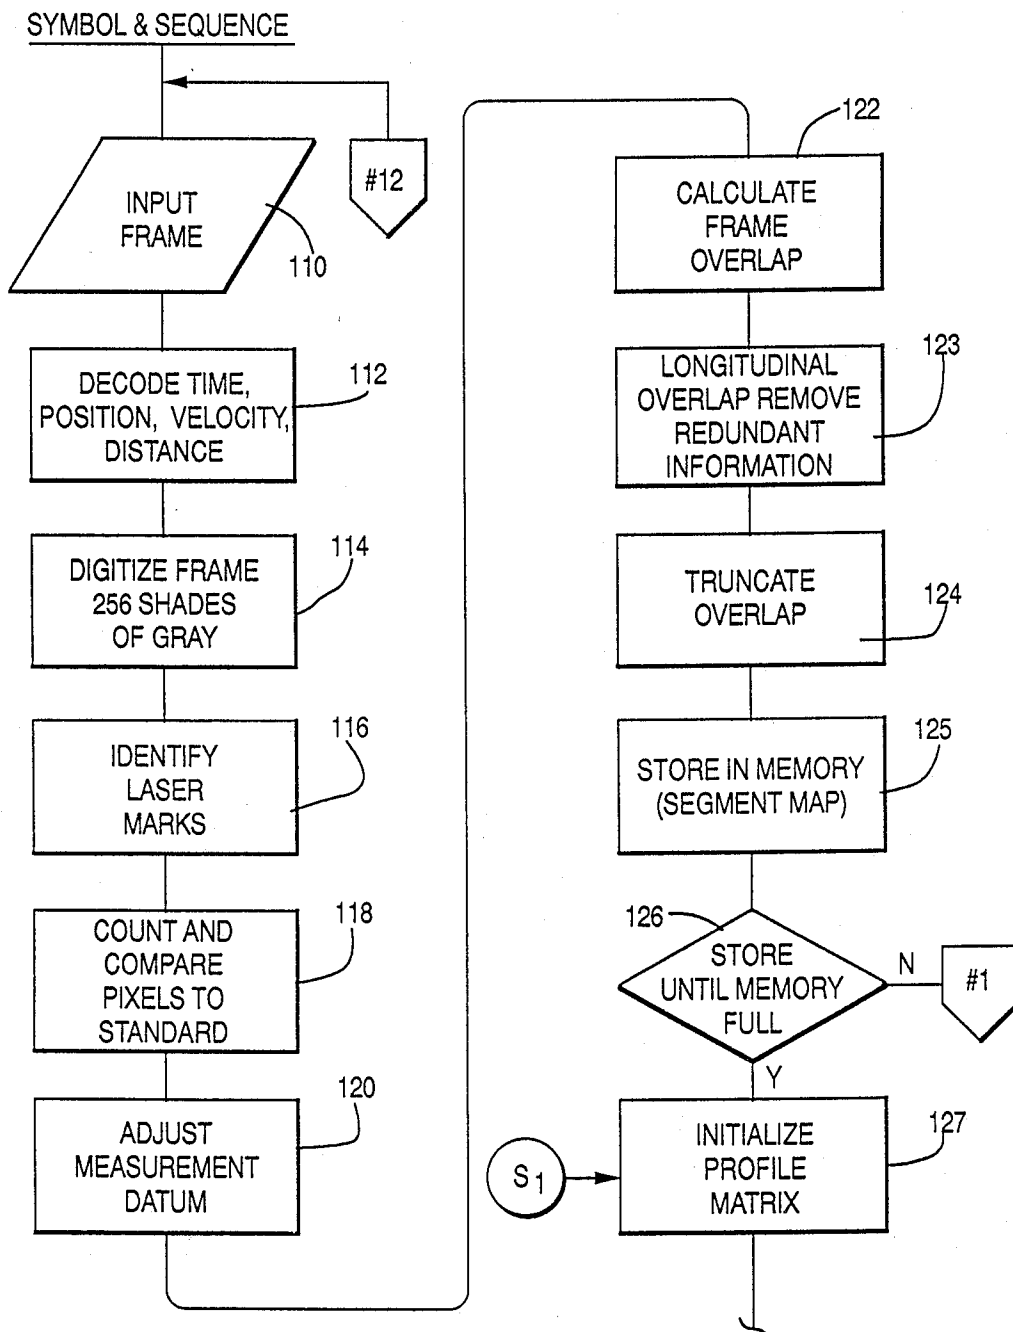 SYMBOL & SEQUENCE
#12
INPUT
FRAME
110
DECODE TIME,
POSITION, VELOCITY,
DISTANCE
112
DIGITIZE FRAME
256 SHADES
OF GRAY
114
IDENTIFY
LASER
MARKS
116
COUNT AND
COMPARE
PIXELS TO
STANDARD
118
ADJUST
MEASUREMENT
DATUM
120
122
CALCULATE
FRAME
OVERLAP
LONGITUDINAL
OVERLAP REMOVE
REDUNDANT
INFORMATION
123
TRUNCATE
OVERLAP
124
STORE IN MEMORY
(SEGMENT MAP)
125
126
STORE
UNTIL MEMORY
FULL
N
#1
Y
S1
INITIALIZE
PROFILE
MATRIX
127